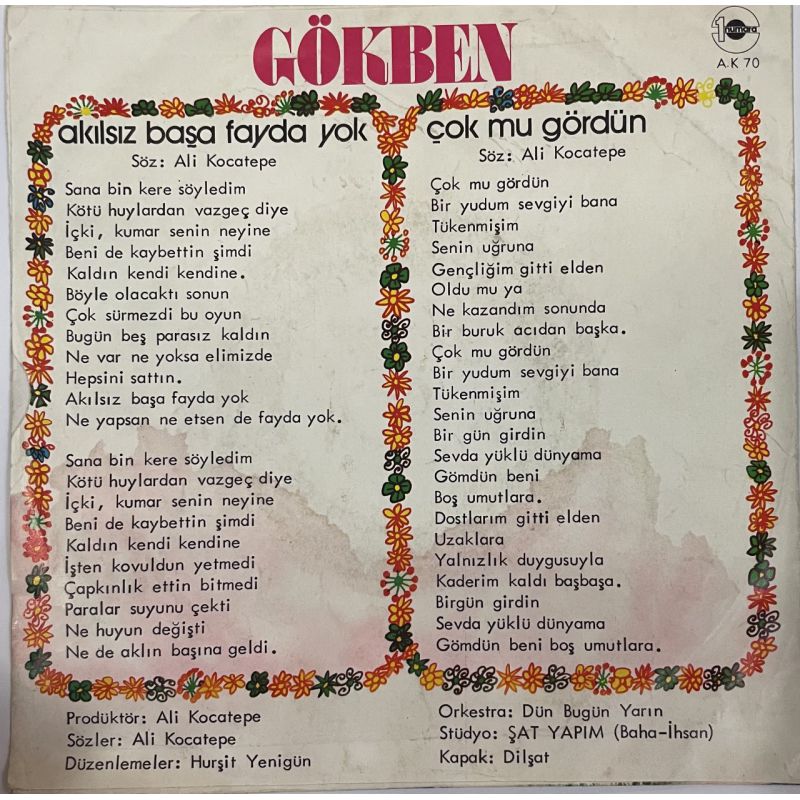 GÖKBEN
1 numara
A.K 70
akılsız başa fayda yok
Söz: Ali Kocatepe
Sana bin kere söyledim
Kötü huylardan vazgeç diye
İçki, kumar senin neyine
Beni de kaybettin şimdi
Kaldın kendi kendine.
Böyle olacaktı sonun
Çok sürmezdi bu oyun
Bugün beş parasız kaldın
Ne var ne yoksa elimizde
Hepsini sattın.
Akılsız başa fayda yok
Ne yapsan ne etsen de fayda yok.
Sana bin kere söyledim
Kötü huylardan vazgeç diye
İçki, kumar senin neyine
Beni de kaybettin şimdi
Kaldın kendi kendine
İşten kovuldun yetmedi
Çapkınlık ettin bitmedi
Paralar suyunu çekti
Ne huyun değişti
Ne de aklın başına geldi.
çok mu gördün
Söz: Ali Kocatepe
Çok mu gördün
Bir yudum sevgiyi bana
Tükenmişim
Senin uğruna
Gençliğim gitti elden
Oldu mu ya
Ne kazandım sonunda
Bir buruk acıdan başka.
Çok mu gördün
Bir yudum sevgiyi bana
Tükenmişim
Senin uğruna
Bir gün girdin
Sevda yüklü dünyama
Gömdün beni
Boş umutlara.
Dostlarım gitti elden
Uzaklara
Yalnızlık duygusuyla
Kaderim kaldı başbaşa.
Birgün girdin
Sevda yüklü dünyama
Gömdün beni boş umutlara.
Prodüktör: Ali Kocatepe
Sözler: Ali Kocatepe
Düzenlemeler: Hurşit Yenigün
Orkestra: Dün Bugün Yarın
Stüdyo: ŞAT YAPIM (Baha-İhsan)
Kapak: Dilşat